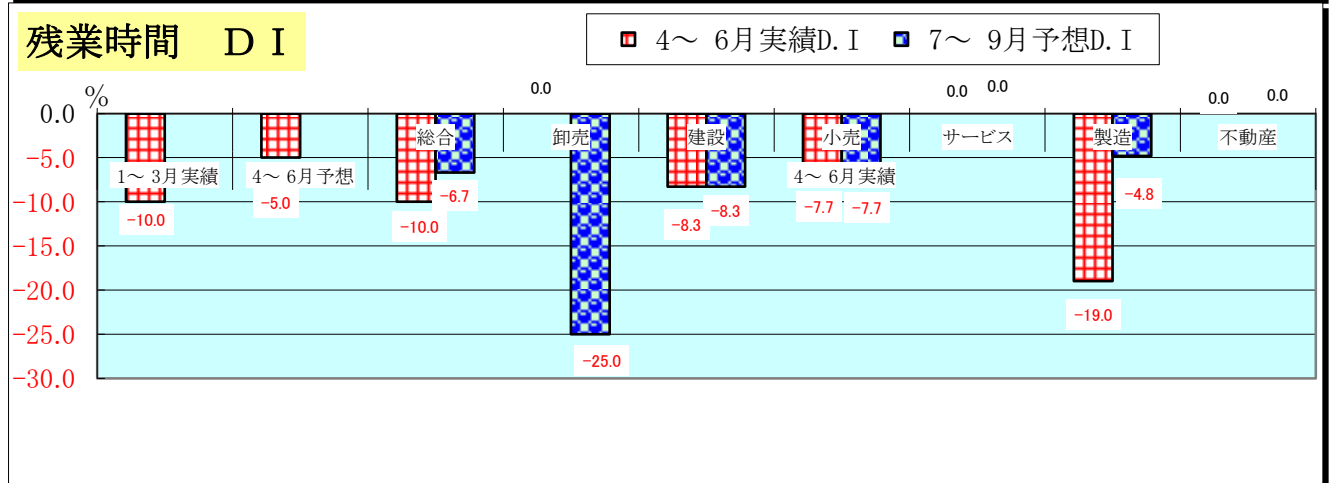 残業時間　ＤＩ
4～ 6月実績D.I
7～ 9月予想D.I
%
0.0
0.0
0.0
0.0
0.0
0.0
総合
卸売
建設
小売
サービス
製造
不動産
-5.0
1～ 3月実績
4～ 6月予想
4～ 6月実績
-10.0
-10.0
-5.0
-10.0
-6.7
-8.3
-8.3
-7.7
-7.7
-4.8
-15.0
-20.0
-19.0
-25.0
-25.0
-30.0